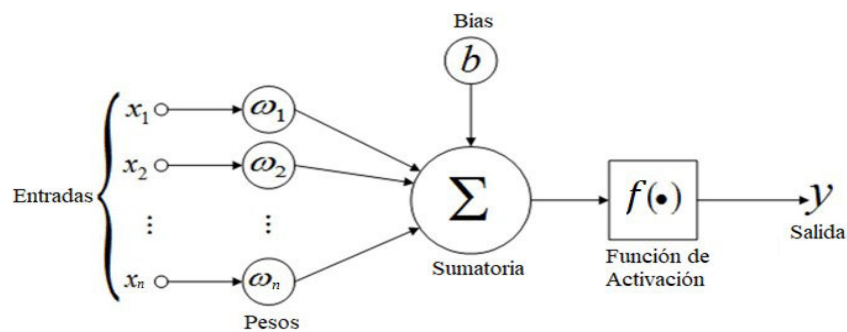 Bias
b
x₁ ω₁
x₂ ω₂
Entradas
⋮ ⋮
xₙ ωₙ
Pesos
Σ
Sumatoria
f(•)
Función de
Activación
y
Salida